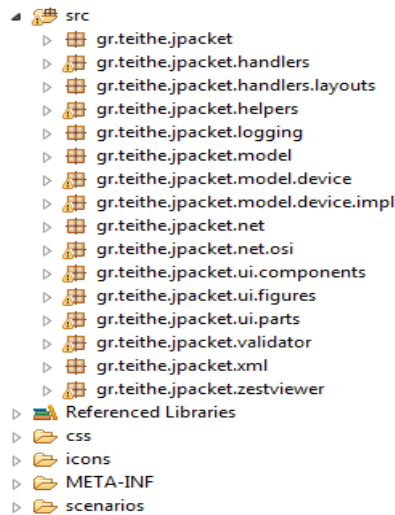 src
gr.teithe.jpacket
gr.teithe.jpacket.handlers
gr.teithe.jpacket.handlers.layouts
gr.teithe.jpacket.helpers
gr.teithe.jpacket.logging
gr.teithe.jpacket.model
gr.teithe.jpacket.model.device
gr.teithe.jpacket.model.device.impl
gr.teithe.jpacket.net
gr.teithe.jpacket.net.osi
gr.teithe.jpacket.ui.components
gr.teithe.jpacket.ui.figures
gr.teithe.jpacket.ui.parts
gr.teithe.jpacket.validator
gr.teithe.jpacket.xml
gr.teithe.jpacket.zestviewer
Referenced Libraries
css
icons
META-INF
scenarios